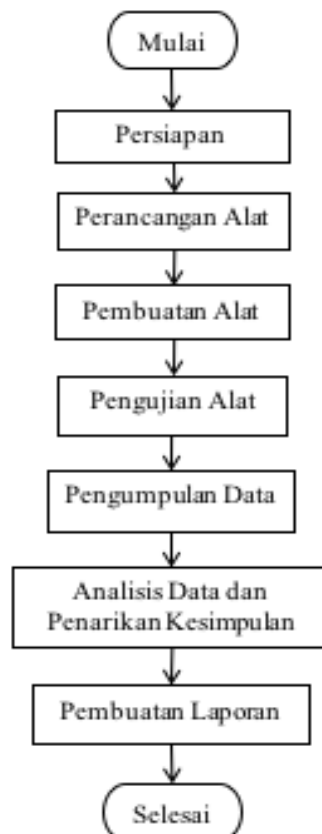 Mulai
Persiapan
Perancangan Alat
Pembuatan Alat
Pengujian Alat
Pengumpulan Data
Analisis Data dan
Penarikan Kesimpulan
Pembuatan Laporan
Selesai